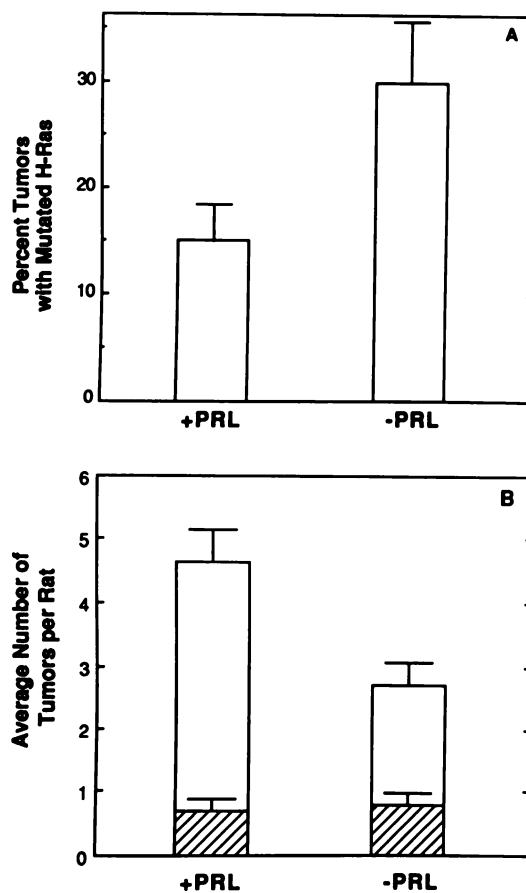 A
Percent Tumors
with Mutated H-Ras
30
20
10
0
+PRL
-PRL
B
Average Number of
Tumors per Rat
6
5
4
3
2
1
0
+PRL
-PRL